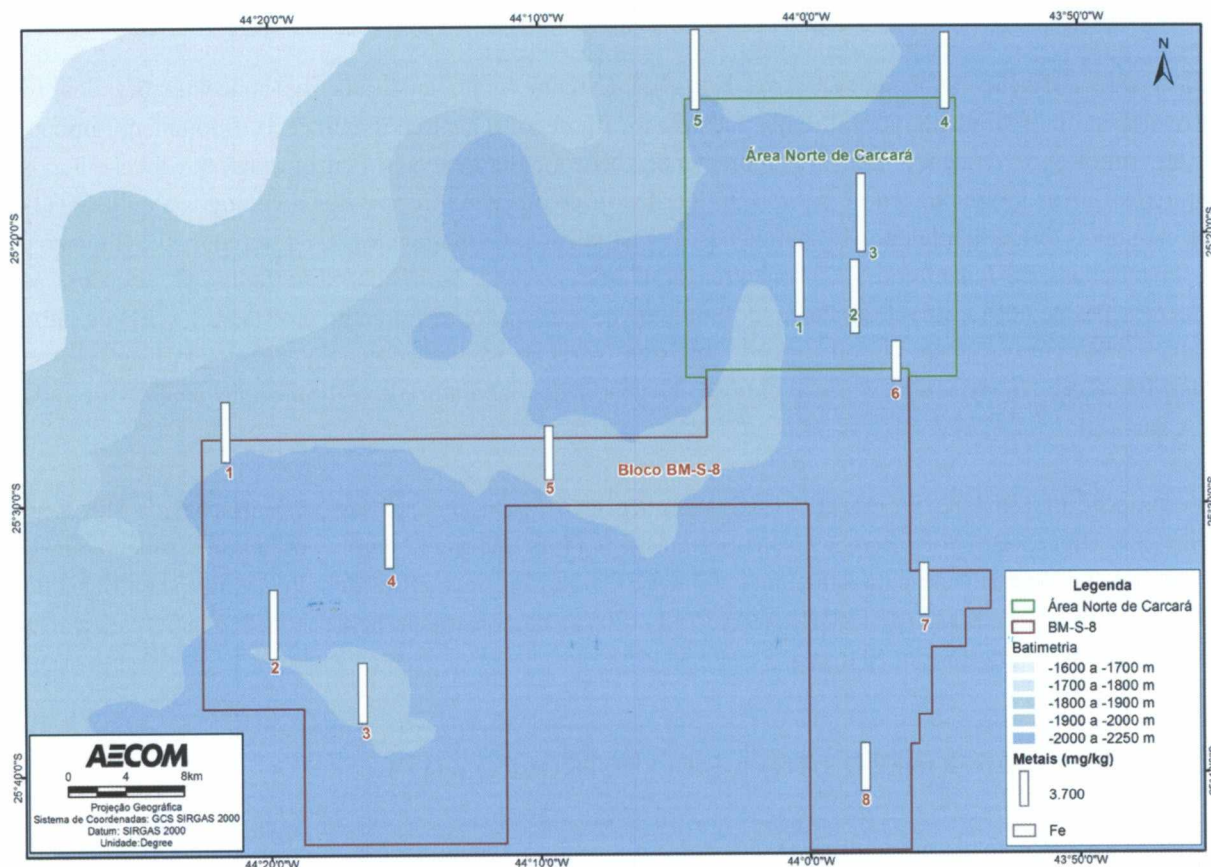 44°20'0"W 44°10'0"W 44°0'0"W 43°50'0"W
N
5 4
Área Norte de Carcará
25°20'0"S 25°20'0"S
3
1 2
6
1 5 Bloco BM-S-8
25°30'0"S
4
7
2
3
8
25°40'0"S
Legenda
Área Norte de Carcará
BM-S-8
Batimetria
-1600 a -1700 m
-1700 a -1800 m
-1800 a -1900 m
-1900 a -2000 m
-2000 a -2250 m
Metais (mg/kg)
3.700
Fe
AECOM
0 4 8km
Projeção Geográfica
Sistema de Coordenadas: GCS SIRGAS 2000
Datum: SIRGAS 2000
Unidade:Degree
44°20'0"W 44°10'0"W 44°0'0"W 43°50'0"W